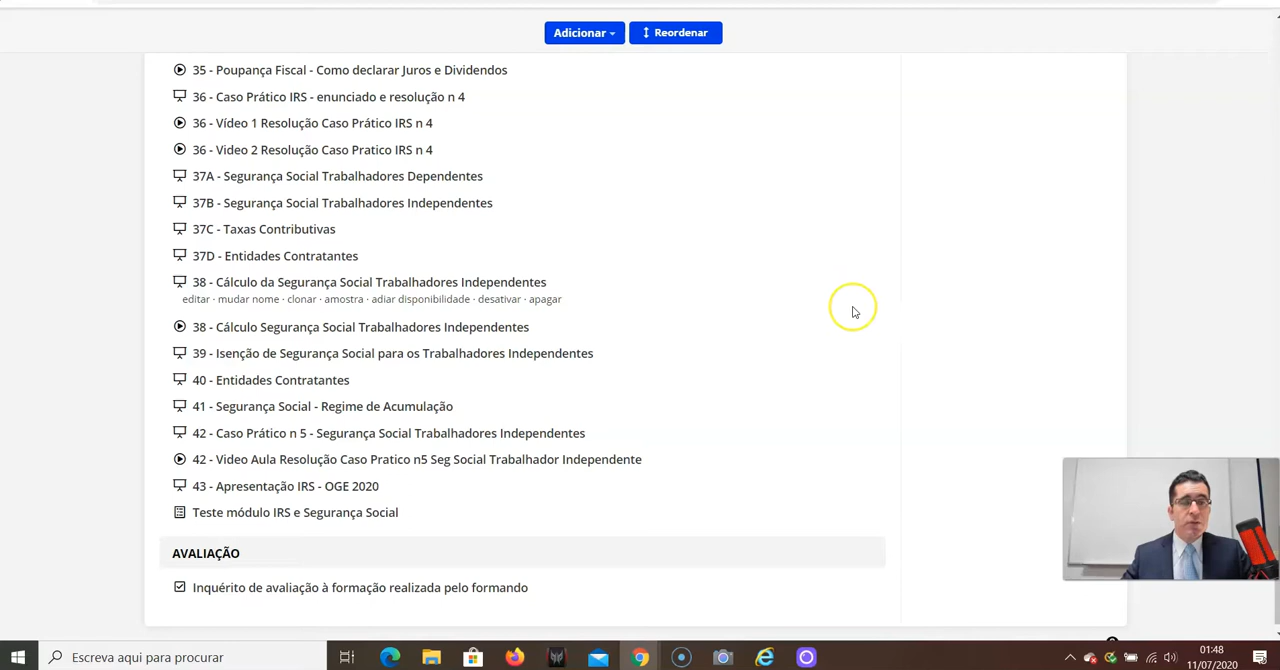 Adicionar
Reordenar
35 - Poupança Fiscal - Como declarar Juros e Dividendos
36 - Caso Prático IRS - enunciado e resolução n 4
36 - Vídeo 1 Resolução Caso Prático IRS n 4
36 - Video 2 Resolução Caso Pratico IRS n 4
37A - Segurança Social Trabalhadores Dependentes
37B - Segurança Social Trabalhadores Independentes
37C - Taxas Contributivas
37D - Entidades Contratantes
38 - Cálculo da Segurança Social Trabalhadores Independentes
editar · mudar nome · clonar · amostra · adiar disponibilidade · desativar · apagar
38 - Cálculo Segurança Social Trabalhadores Independentes
39 - Isenção de Segurança Social para os Trabalhadores Independentes
40 - Entidades Contratantes
41 - Segurança Social - Regime de Acumulação
42 - Caso Prático n 5 - Segurança Social Trabalhadores Independentes
42 - Video Aula Resolução Caso Pratico n5 Seg Social Trabalhador Independente
43 - Apresentação IRS - OGE 2020
Teste módulo IRS e Segurança Social
AVALIAÇÃO
Inquérito de avaliação à formação realizada pelo formando
Escreva aqui para procurar
01:48
11/07/2020